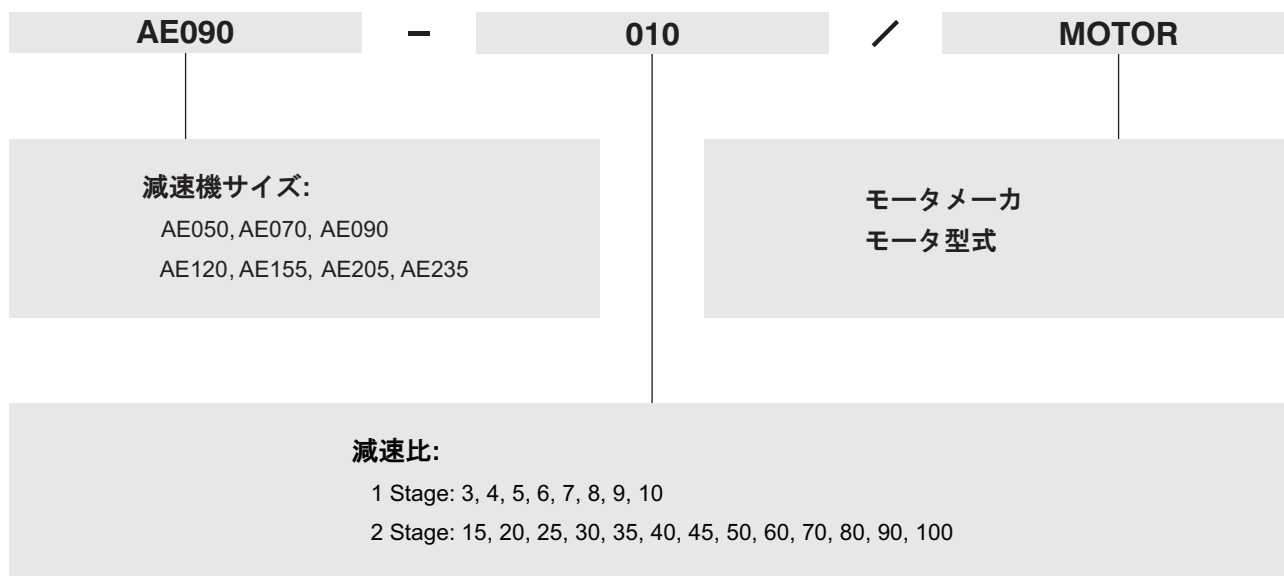 AE090 － 010 ／ MOTOR
減速機サイズ:
AE050, AE070, AE090
AE120, AE155, AE205, AE235
モータメーカ
モータ型式
減速比:
1 Stage: 3, 4, 5, 6, 7, 8, 9, 10
2 Stage: 15, 20, 25, 30, 35, 40, 45, 50, 60, 70, 80, 90, 100